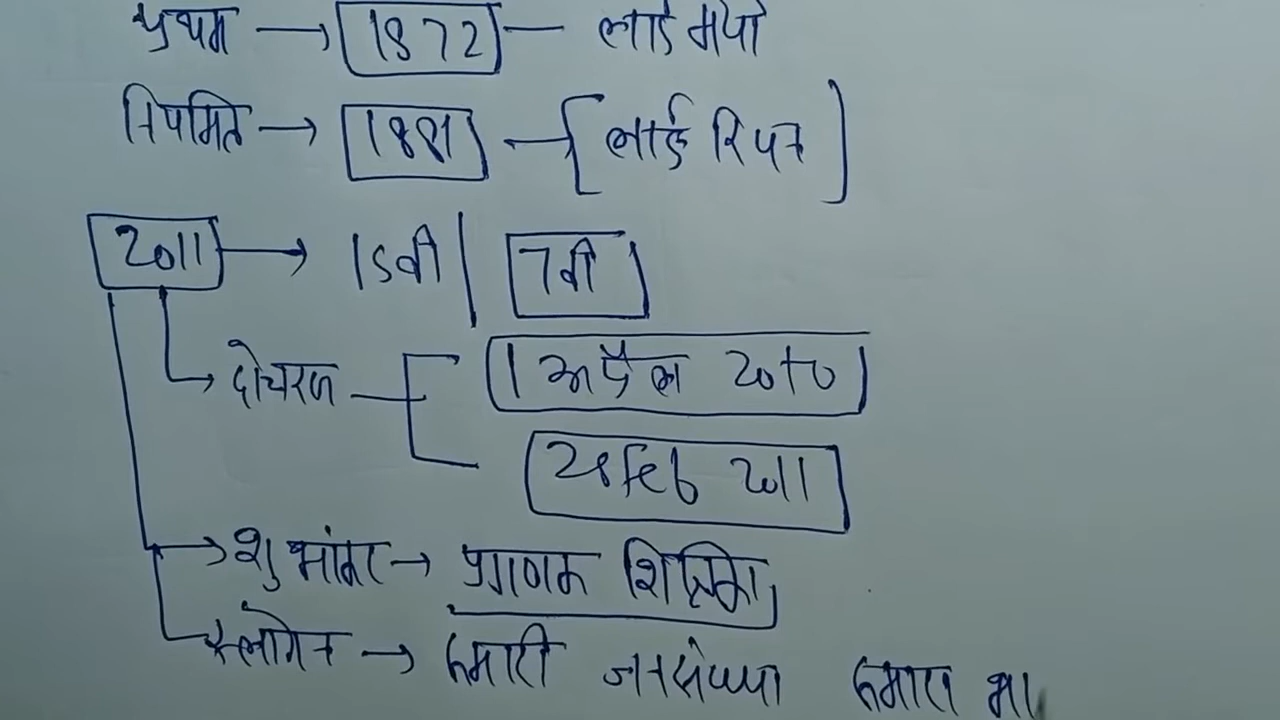 प्रथम → 1872 — लार्ड मेयो
नियमित → 1881 — [लार्ड रिपन]
2011 → 15वी | 7वी
दो चरण — 1 अप्रैल 2010
28 Feb 2011
→ शुभांकर → प्रगणक शिक्षिका
स्लोगन → हमारी जनसंख्या हमारा